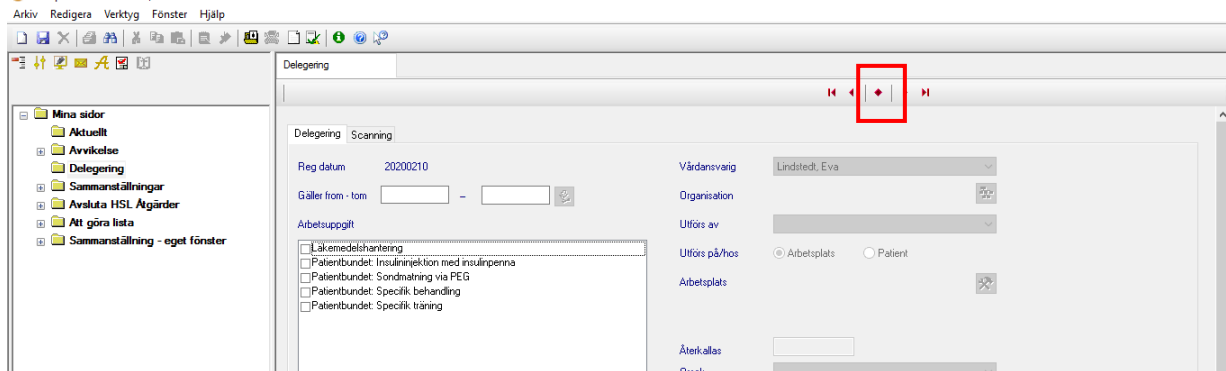 Arkiv Redigera Verktyg Fönster Hjälp
Delegering
Mina sidor
Aktuellt
Avvikelse
Delegering
Sammanställningar
Avsluta HSL Åtgärder
Att göra lista
Sammanställning - eget fönster
Delegering Scanning
Reg datum 20200210
Gäller from - tom –
Arbetsuppgift
Läkemedelshantering
Patientbundet: Insulininjektion med insulinpenna
Patientbundet: Sondmatning via PEG
Patientbundet: Specifik behandling
Patientbundet: Specifik träning
Vårdansvarig Lindstedt, Eva
Organisation
Utförs av
Utförs på/hos Arbetsplats Patient
Arbetsplats
Återkallas